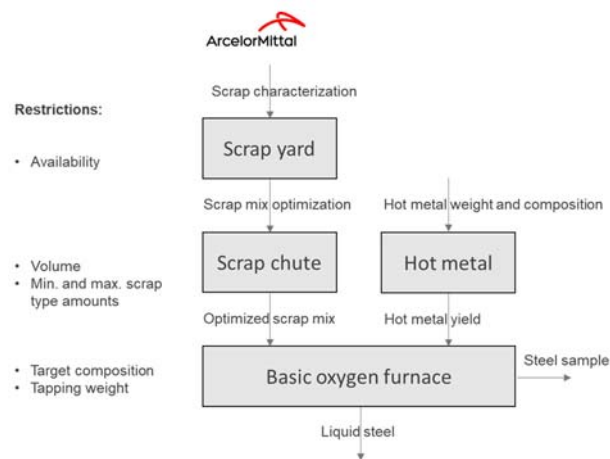 ArcelorMittal
Scrap characterization
Restrictions:
Scrap yard
• Availability
Scrap mix optimization
Hot metal weight and composition
Scrap chute
Hot metal
• Volume
• Min. and max. scrap
type amounts
Optimized scrap mix
Hot metal yield
Steel sample
• Target composition
• Tapping weight
Basic oxygen furnace
Liquid steel